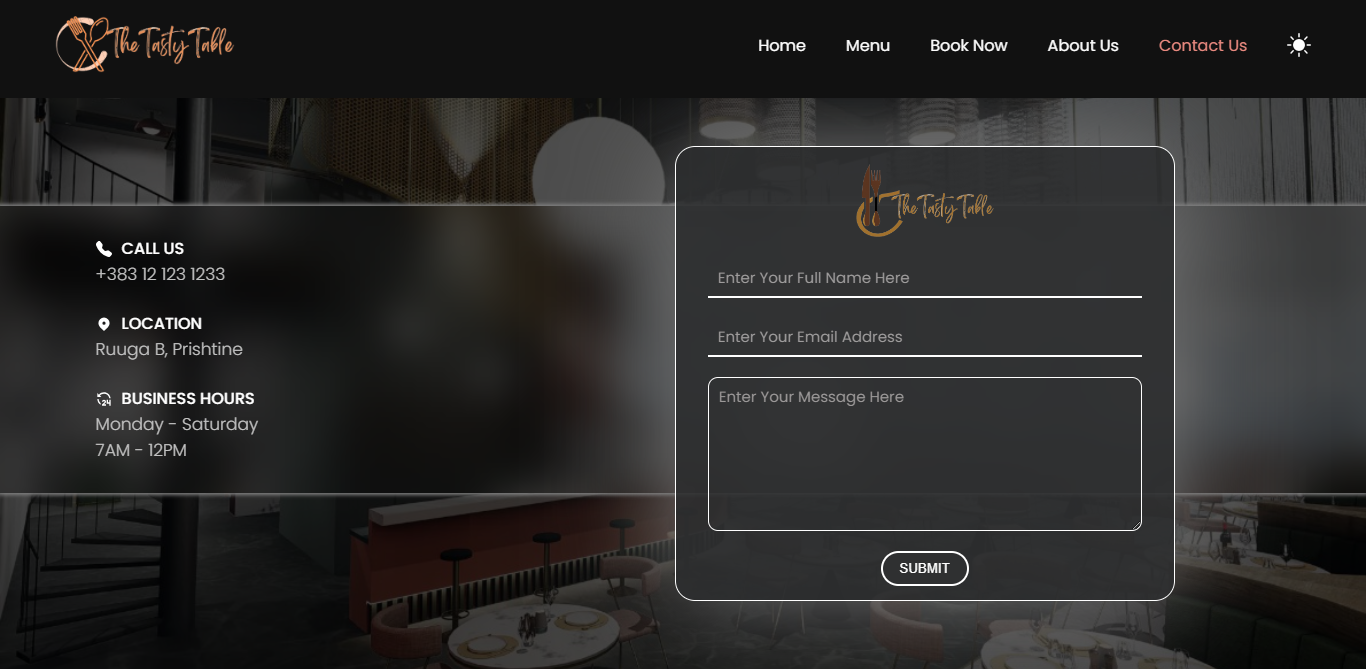 The Tasty Table
Home
Menu
Book Now
About Us
Contact Us
The Tasty Table
CALL US
+383 12 123 1233
LOCATION
Ruuga B, Prishtine
24 BUSINESS HOURS
Monday - Saturday
7AM - 12PM
Enter Your Full Name Here
Enter Your Email Address
Enter Your Message Here
SUBMIT